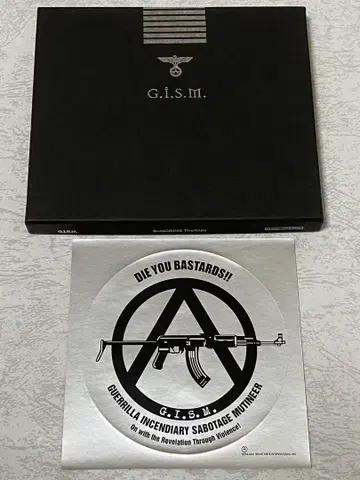 G.I.S.M.
G.I.S.M.
DIE YOU BASTARDS!!
G.I.S.M.
GUERRILLA INCENDIARY SABOTAGE MUTINEER
On with the Revelation Through Violence!